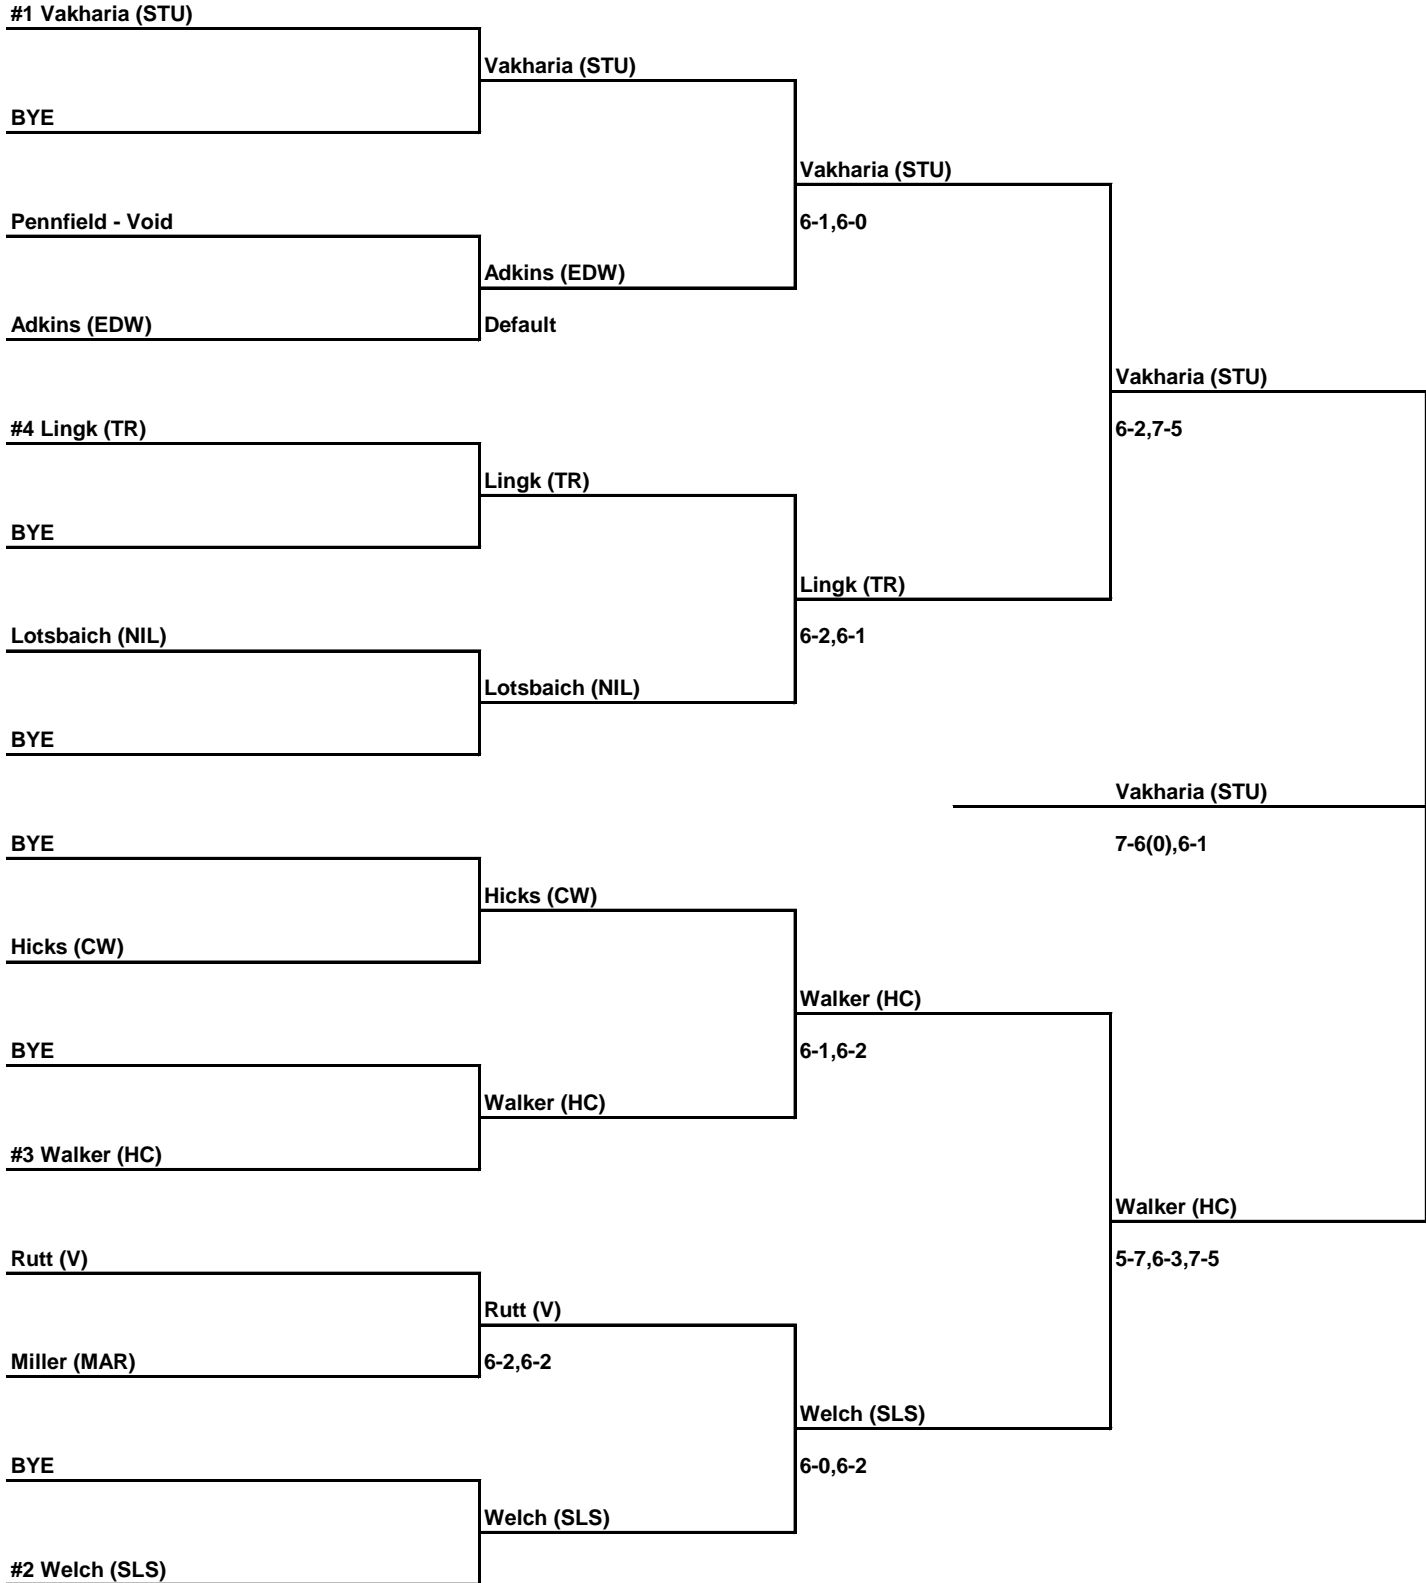 #1 Vakharia (STU)
Vakharia (STU)
BYE
Vakharia (STU)
Pennfield - Void
6-1,6-0
Adkins (EDW)
Adkins (EDW)
Default
Vakharia (STU)
#4 Lingk (TR)
6-2,7-5
Lingk (TR)
BYE
Lingk (TR)
Lotsbaich (NIL)
6-2,6-1
Lotsbaich (NIL)
BYE
Vakharia (STU)
BYE
7-6(0),6-1
Hicks (CW)
Hicks (CW)
Walker (HC)
BYE
6-1,6-2
Walker (HC)
#3 Walker (HC)
Walker (HC)
Rutt (V)
5-7,6-3,7-5
Rutt (V)
Miller (MAR)
6-2,6-2
Welch (SLS)
BYE
6-0,6-2
Welch (SLS)
#2 Welch (SLS)